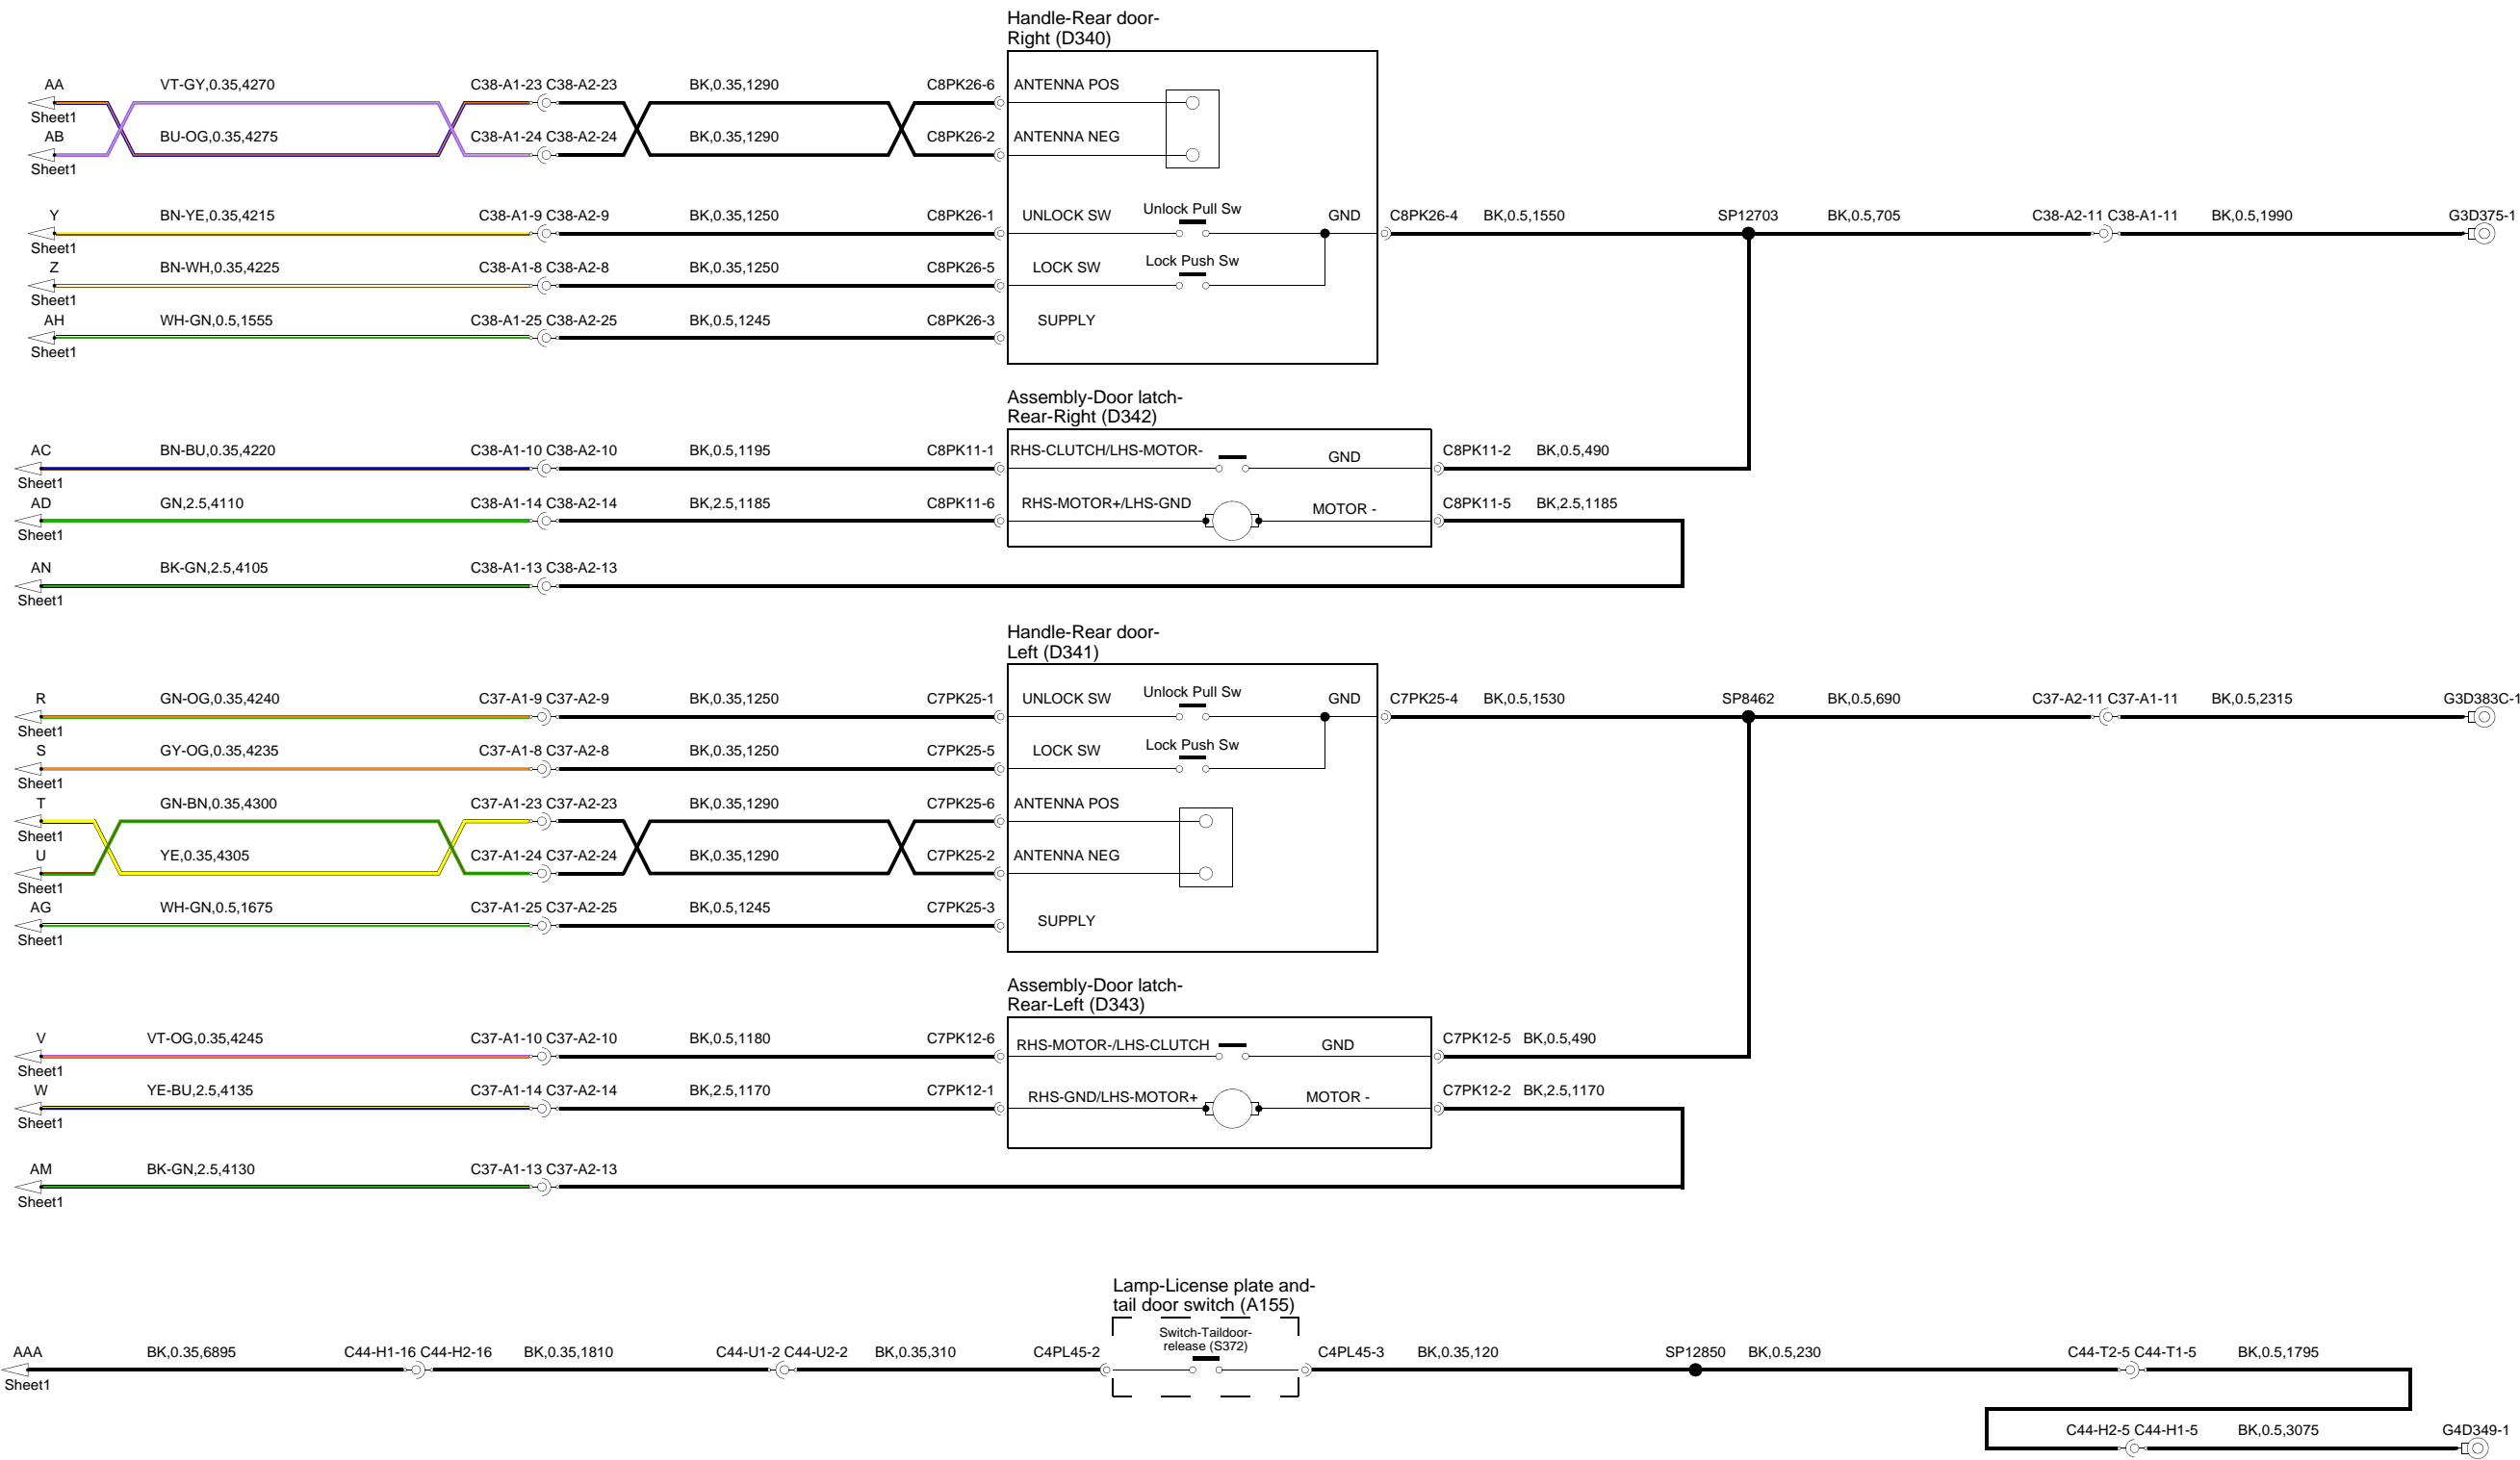 Handle-Rear door-
Right (D340)
AA VT-GY,0.35,4270 C38-A1-23 C38-A2-23 BK,0.35,1290 C8PK26-6 ANTENNA POS
Sheet1
AB BU-OG,0.35,4275 C38-A1-24 C38-A2-24 BK,0.35,1290 C8PK26-2 ANTENNA NEG
Sheet1
Y BN-YE,0.35,4215 C38-A1-9 C38-A2-9 BK,0.35,1250 C8PK26-1 UNLOCK SW Unlock Pull Sw GND C8PK26-4 BK,0.5,1550 SP12703 BK,0.5,705 C38-A2-11 C38-A1-11 BK,0.5,1990 G3D375-1
Sheet1
Z BN-WH,0.35,4225 C38-A1-8 C38-A2-8 BK,0.35,1250 C8PK26-5 LOCK SW Lock Push Sw
Sheet1
AH WH-GN,0.5,1555 C38-A1-25 C38-A2-25 BK,0.5,1245 C8PK26-3 SUPPLY
Sheet1
Assembly-Door latch-
Rear-Right (D342)
AC BN-BU,0.35,4220 C38-A1-10 C38-A2-10 BK,0.5,1195 C8PK11-1 RHS-CLUTCH/LHS-MOTOR- GND C8PK11-2 BK,0.5,490
Sheet1
AD GN,2.5,4110 C38-A1-14 C38-A2-14 BK,2.5,1185 C8PK11-6 RHS-MOTOR+/LHS-GND MOTOR - C8PK11-5 BK,2.5,1185
Sheet1
AN BK-GN,2.5,4105 C38-A1-13 C38-A2-13
Sheet1
Handle-Rear door-
Left (D341)
R GN-OG,0.35,4240 C37-A1-9 C37-A2-9 BK,0.35,1250 C7PK25-1 UNLOCK SW Unlock Pull Sw GND C7PK25-4 BK,0.5,1530 SP8462 BK,0.5,690 C37-A2-11 C37-A1-11 BK,0.5,2315 G3D383C-1
Sheet1
S GY-OG,0.35,4235 C37-A1-8 C37-A2-8 BK,0.35,1250 C7PK25-5 LOCK SW Lock Push Sw
Sheet1
T GN-BN,0.35,4300 C37-A1-23 C37-A2-23 BK,0.35,1290 C7PK25-6 ANTENNA POS
Sheet1
U YE,0.35,4305 C37-A1-24 C37-A2-24 BK,0.35,1290 C7PK25-2 ANTENNA NEG
Sheet1
AG WH-GN,0.5,1675 C37-A1-25 C37-A2-25 BK,0.5,1245 C7PK25-3 SUPPLY
Sheet1
Assembly-Door latch-
Rear-Left (D343)
V VT-OG,0.35,4245 C37-A1-10 C37-A2-10 BK,0.5,1180 C7PK12-6 RHS-MOTOR-/LHS-CLUTCH GND C7PK12-5 BK,0.5,490
Sheet1
W YE-BU,2.5,4135 C37-A1-14 C37-A2-14 BK,2.5,1170 C7PK12-1 RHS-GND/LHS-MOTOR+ MOTOR - C7PK12-2 BK,2.5,1170
Sheet1
AM BK-GN,2.5,4130 C37-A1-13 C37-A2-13
Sheet1
Lamp-License plate and-
tail door switch (A155)
Switch-Taildoor-
release (S372)
AAA BK,0.35,6895 C44-H1-16 C44-H2-16 BK,0.35,1810 C44-U1-2 C44-U2-2 BK,0.35,310 C4PL45-2 C4PL45-3 BK,0.35,120 SP12850 BK,0.5,230 C44-T2-5 C44-T1-5 BK,0.5,1795
Sheet1
C44-H2-5 C44-H1-5 BK,0.5,3075 G4D349-1